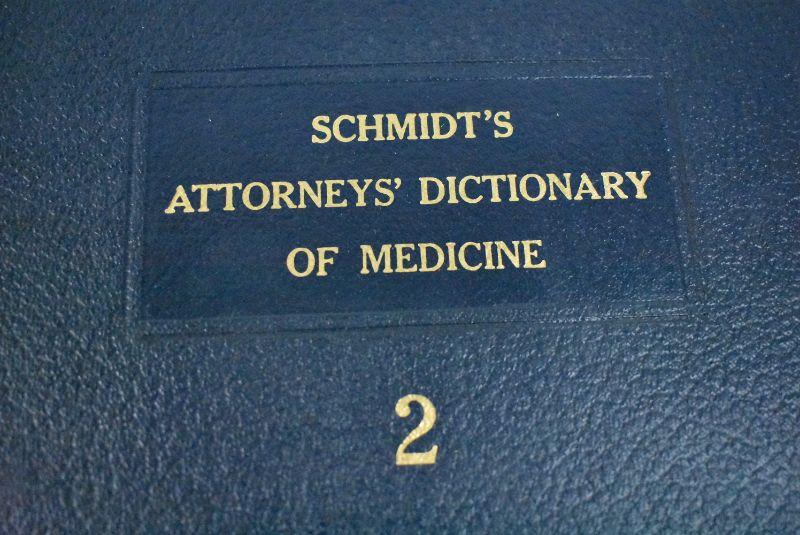 SCHMIDT'S
ATTORNEYS' DICTIONARY
OF MEDICINE
2